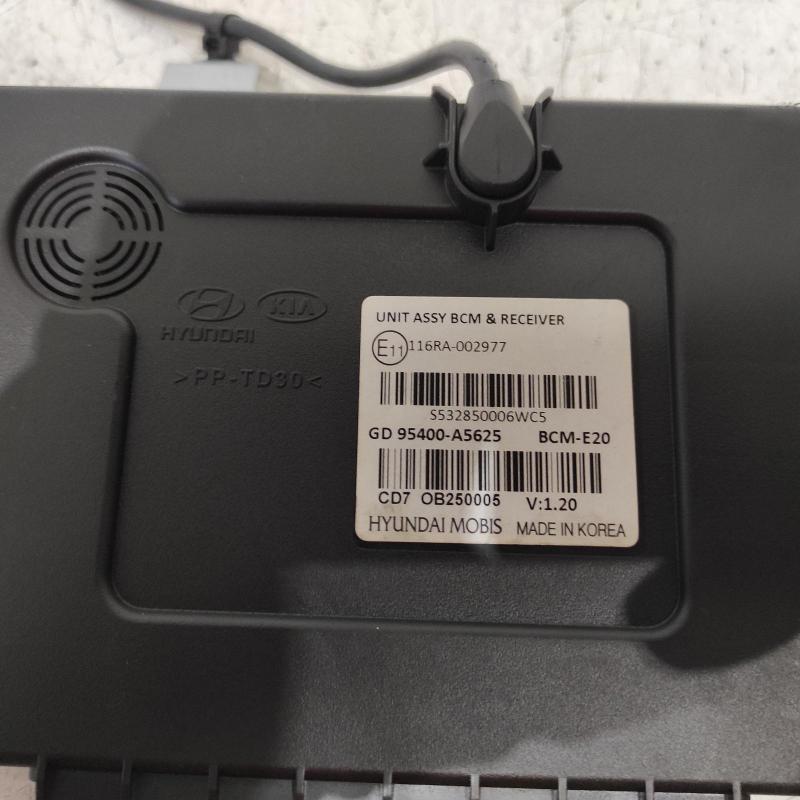 HYUNDAI
KIA
>PP-TD30<
UNIT ASSY BCM & RECEIVER
E11 116RA-002977
S532850006WC5
GD 95400-A5625 BCM-E20
CD7 OB250005 V:1.20
HYUNDAI MOBIS MADE IN KOREA